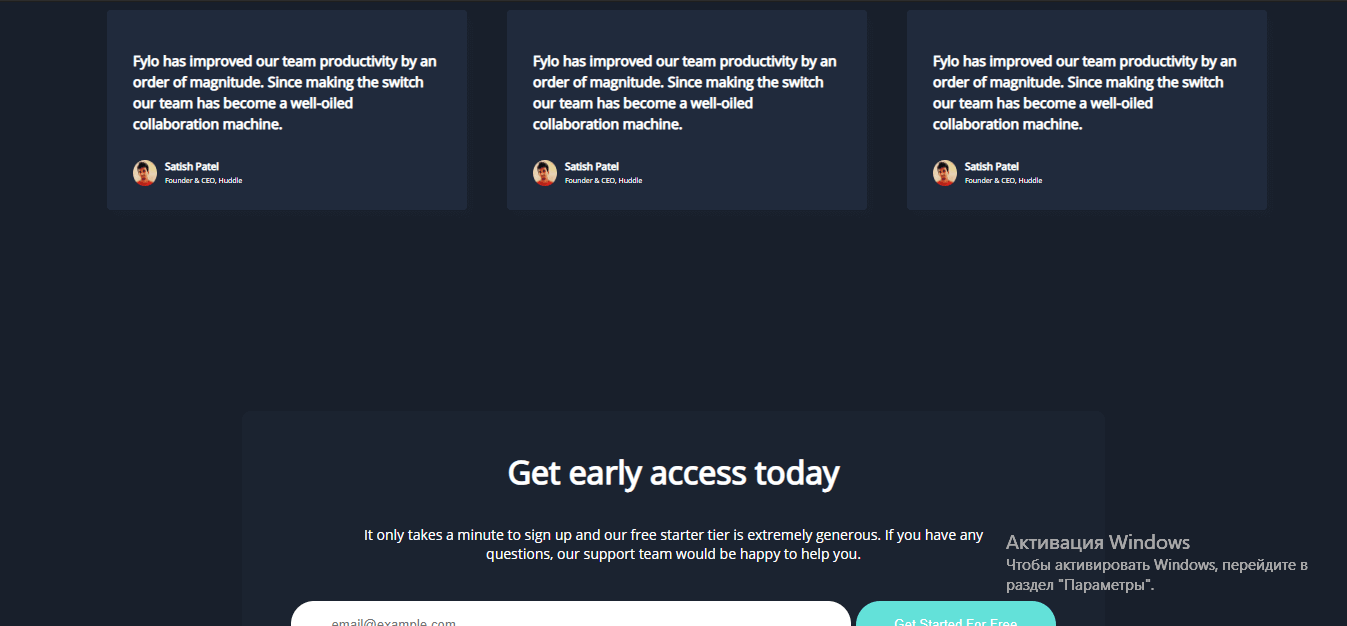 Fylo has improved our team productivity by an
order of magnitude. Since making the switch
our team has become a well-oiled
collaboration machine.
Satish Patel
Founder & CEO, Huddle
Fylo has improved our team productivity by an
order of magnitude. Since making the switch
our team has become a well-oiled
collaboration machine.
Satish Patel
Founder & CEO, Huddle
Fylo has improved our team productivity by an
order of magnitude. Since making the switch
our team has become a well-oiled
collaboration machine.
Satish Patel
Founder & CEO, Huddle
Get early access today
It only takes a minute to sign up and our free starter tier is extremely generous. If you have any
questions, our support team would be happy to help you.
Активация Windows
Чтобы активировать Windows, перейдите в
раздел "Параметры".
email@example.com
Get Started For Free